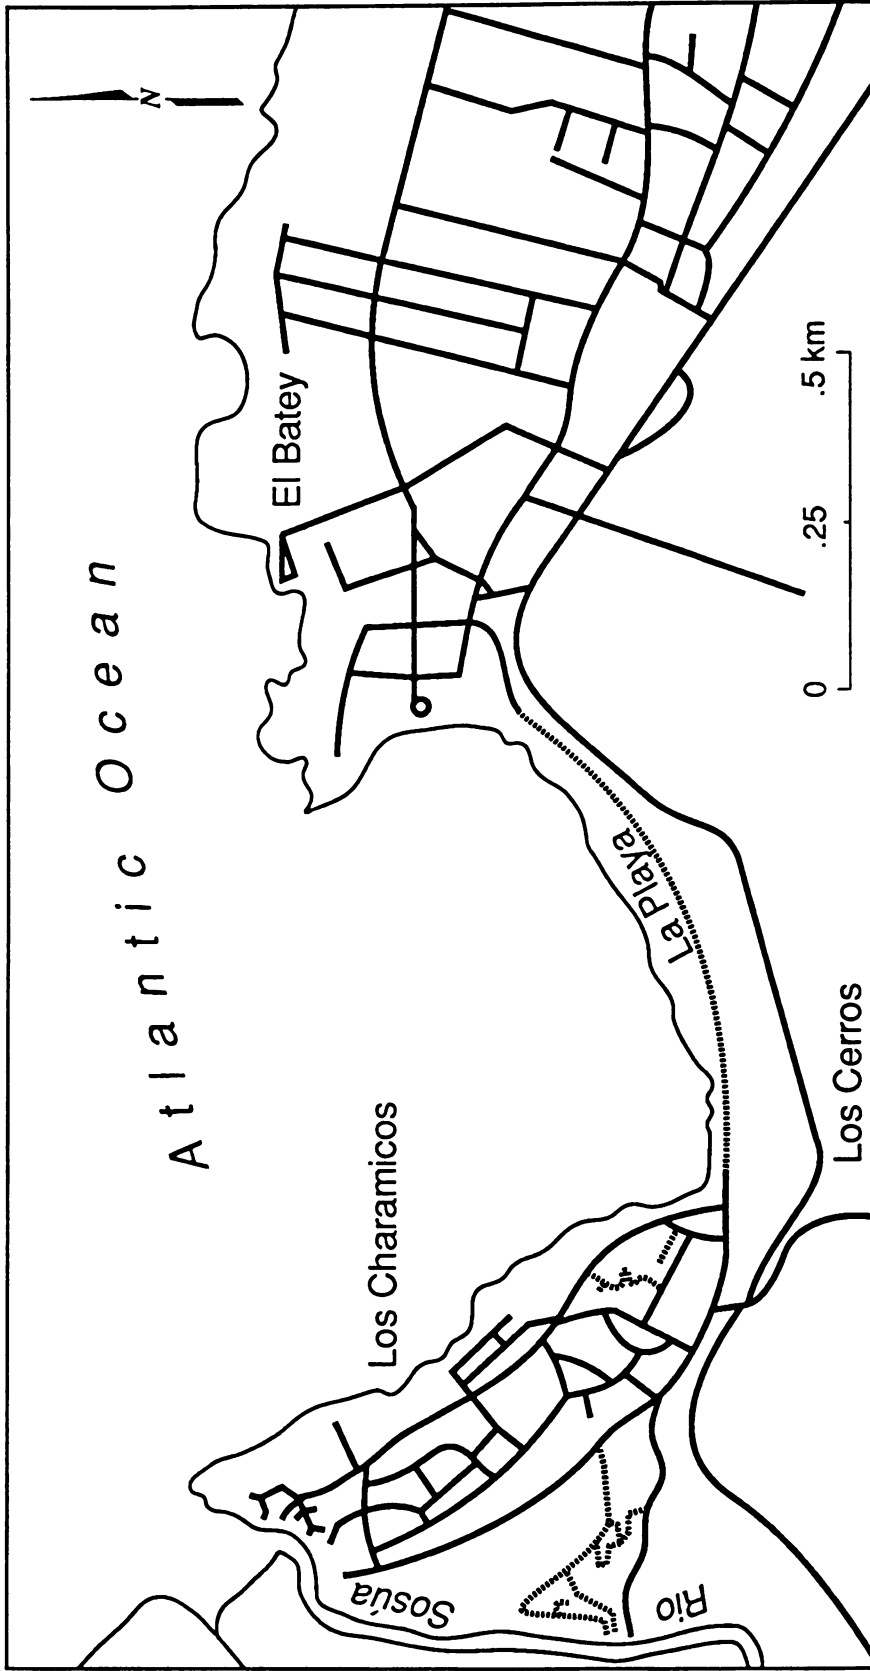 N
Atlantic Ocean
El Batey
Los Charamicos
La Playa
Los Cerros
Río Sosúa
0 .25 .5 km